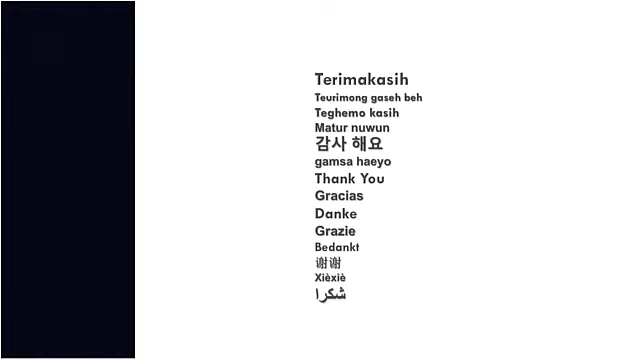 Terimakasih
Teurimong gaseh beh
Teghemo kasih
Matur nuwun
감사 해요
gamsa haeyo
Thank You
Gracias
Danke
Grazie
Bedankt
谢谢
Xièxiè
شكرا